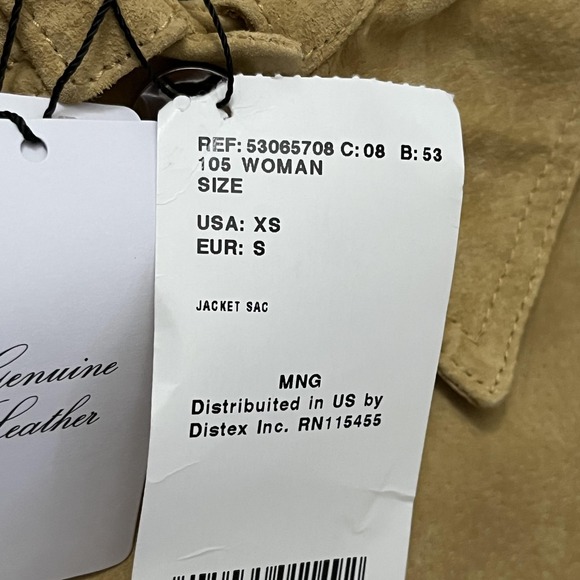 REF: 53065708 C: 08 B: 53
105 WOMAN
SIZE
USA: XS
EUR: S
JACKET SAC
MNG
Distribuited in US by
Distex Inc. RN115455
Genuine
Leather